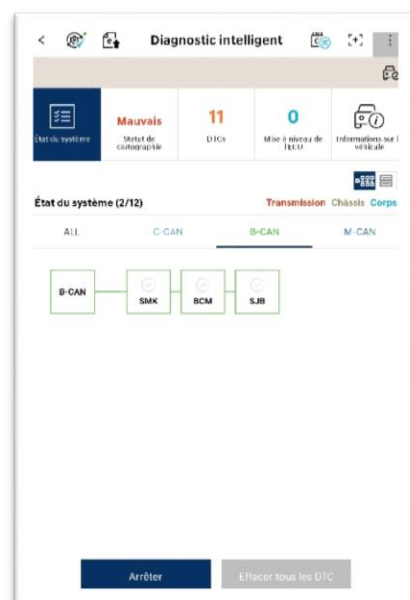 Diagnostic intelligent
Mauvais
11
0
État du système
Statut de
cartographie
DTCs
Mise à niveau de
l'ECU
Informations sur l
véhicule
État du système (2/12)
Transmission Châssis Corps
ALL
C-CAN
B-CAN
M-CAN
B-CAN
SMK
BCM
SJB
Arrêter
Effacer tous les DTC